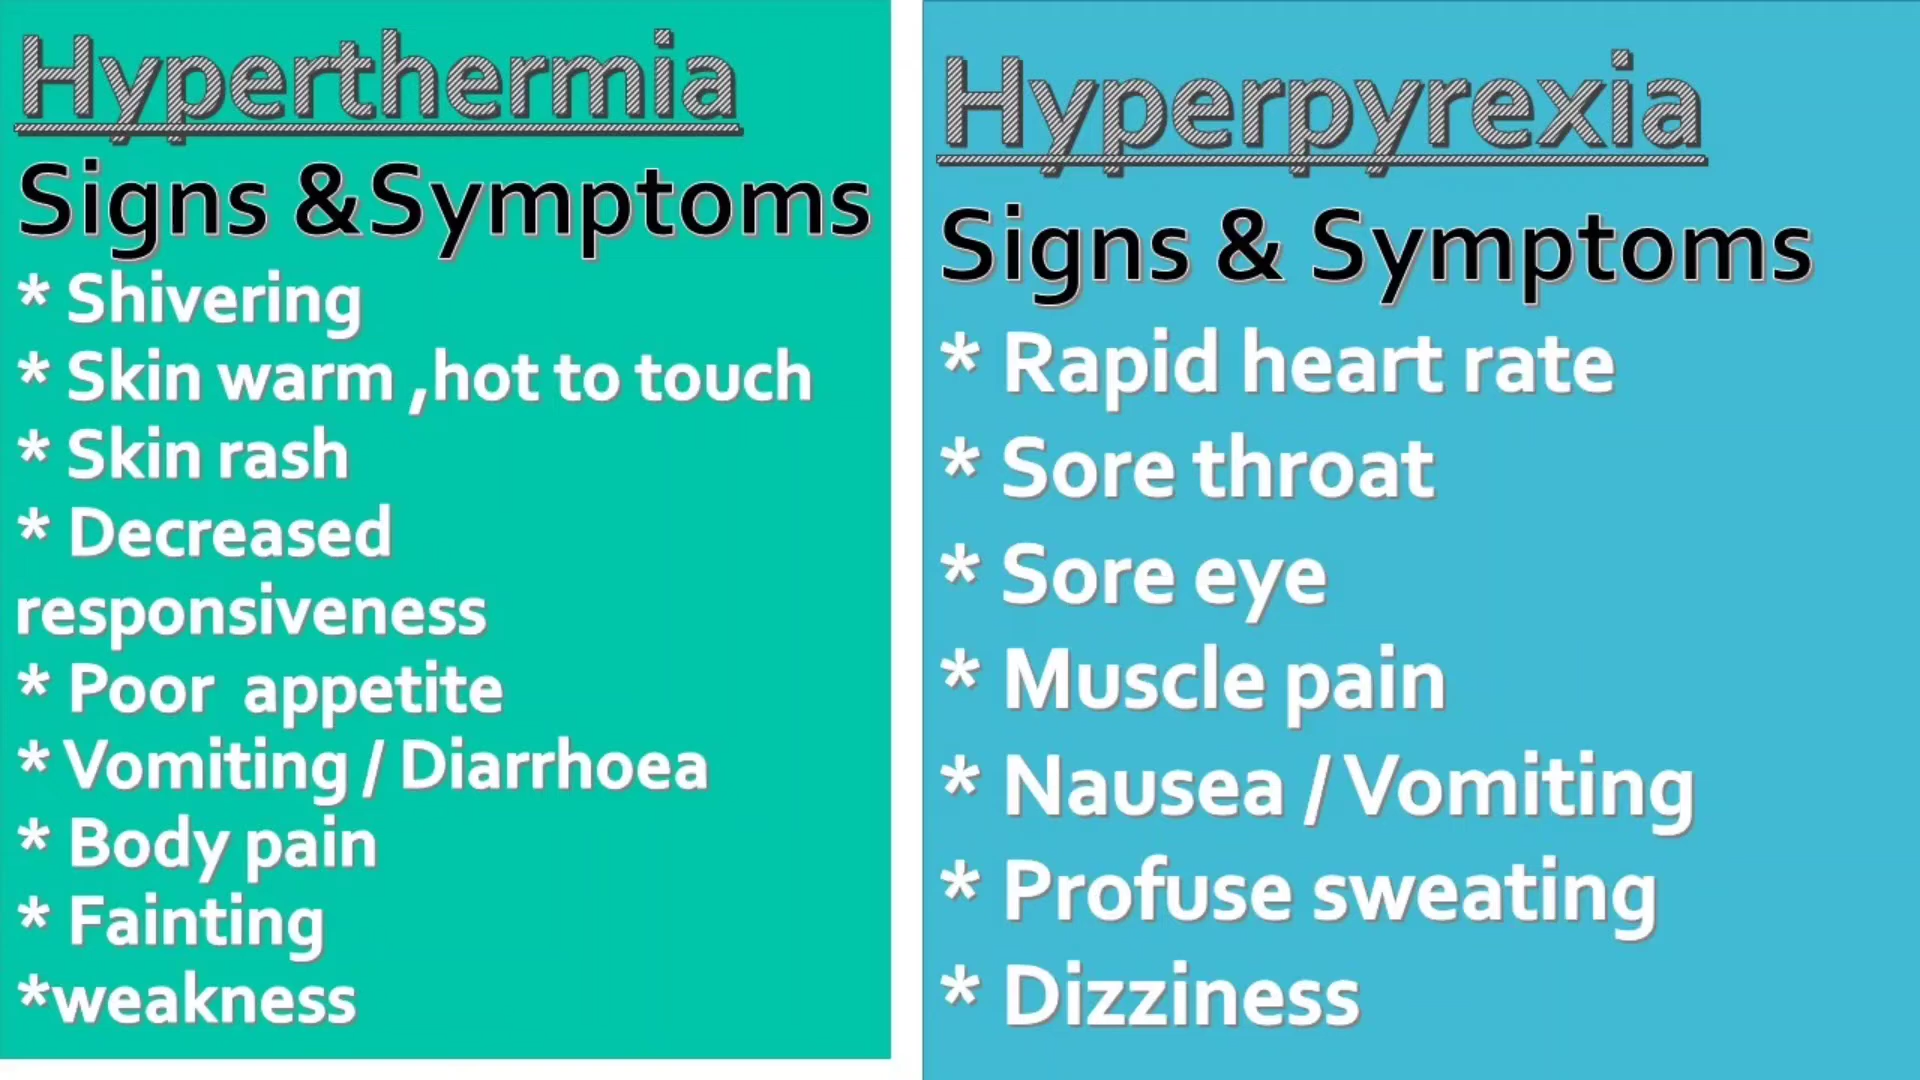 Hyperthermia
Signs &Symptoms
* Shivering
* Skin warm ,hot to touch
* Skin rash
* Decreased
responsiveness
* Poor appetite
* Vomiting / Diarrhoea
* Body pain
* Fainting
*weakness
Hyperpyrexia
Signs & Symptoms
* Rapid heart rate
* Sore throat
* Sore eye
* Muscle pain
* Nausea / Vomiting
* Profuse sweating
* Dizziness